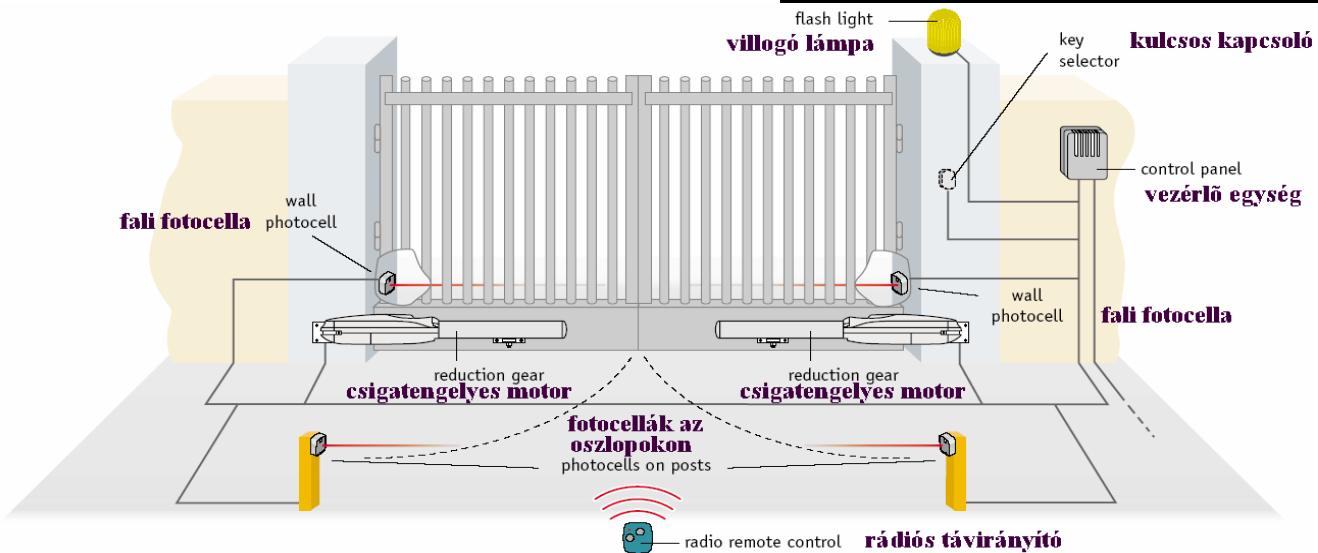 flash light
villogó lámpa
key
selector
kulcsos kapcsoló
control panel
vezérlõ egység
wall
photocell
fali fotocella
wall
photocell
fali fotocella
reduction gear
csigatengelyes motor
reduction gear
csigatengelyes motor
fotocellák az
oszlopokon
photocells on posts
radio remote control
rádiós távirányító